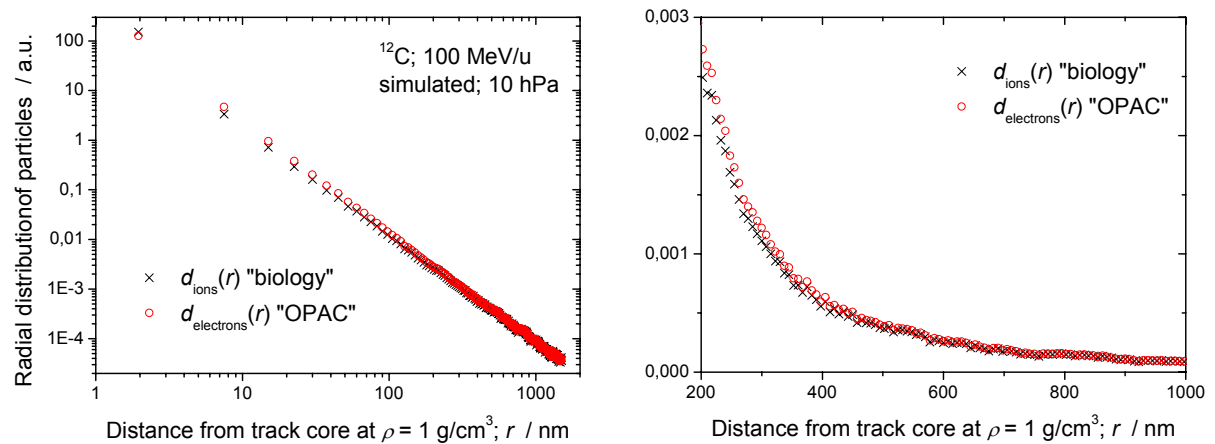 Radial distributionof particles / a.u.
100
10
1
0,1
0,01
1E-3
1E-4
¹²C; 100 MeV/u
simulated; 10 hPa
d_ions(r) "biology"
d_electrons(r) "OPAC"
1 10 100 1000
Distance from track core at ρ = 1 g/cm³; r / nm
0,003
0,002
0,001
0,000
d_ions(r) "biology"
d_electrons(r) "OPAC"
200 400 600 800 1000
Distance from track core at ρ = 1 g/cm³; r / nm